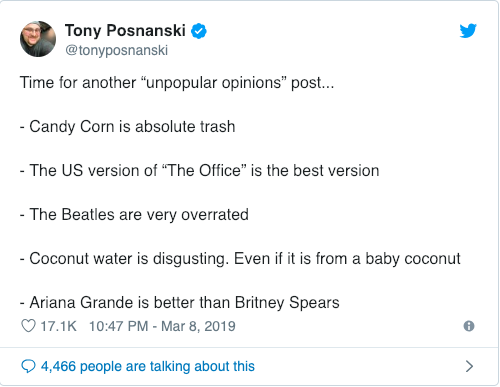 Tony Posnanski
@tonyposnanski
Time for another “unpopular opinions” post...
- Candy Corn is absolute trash
- The US version of “The Office” is the best version
- The Beatles are very overrated
- Coconut water is disgusting. Even if it is from a baby coconut
- Ariana Grande is better than Britney Spears
17.1K 10:47 PM - Mar 8, 2019
4,466 people are talking about this